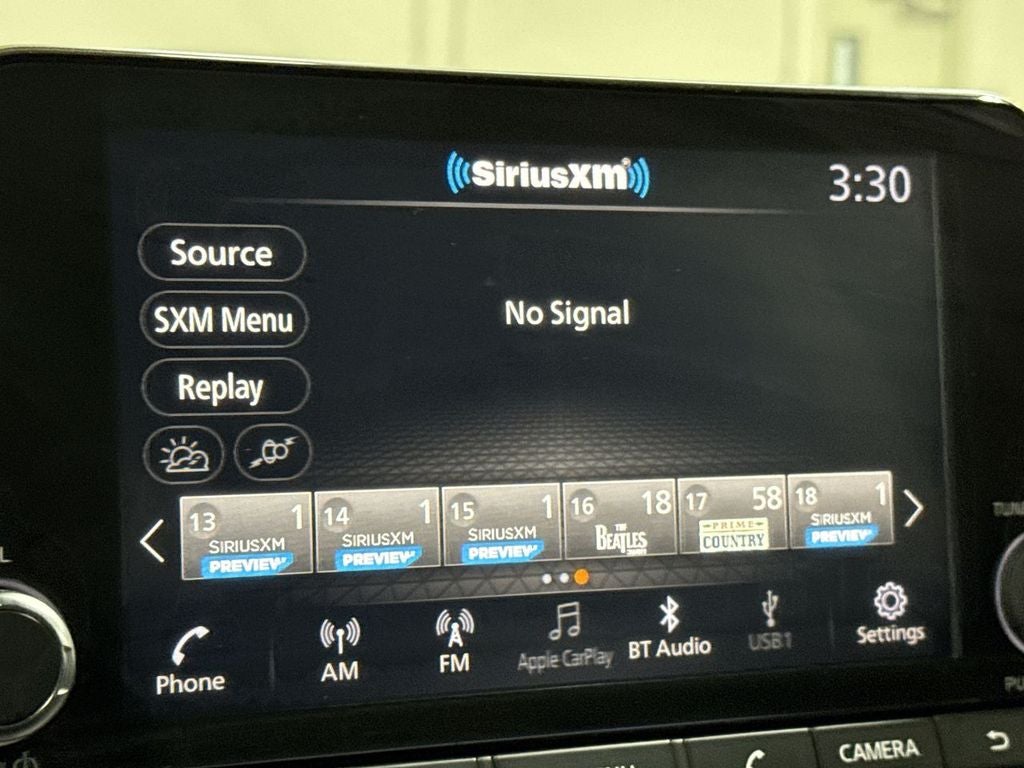 SiriusXM
3:30
Source
No Signal
SXM Menu
Replay
13 1
SIRIUSXM
PREVIEW
14 1
SIRIUSXM
PREVIEW
15 1
SIRIUSXM
PREVIEW
16 18
THE
BEATLES
CHANNEL
17 58
PRIME
COUNTRY
18 1
SIRIUSXM
PREVIEW
Phone
AM
FM
Apple CarPlay
BT Audio
USB1
Settings
CAMERA